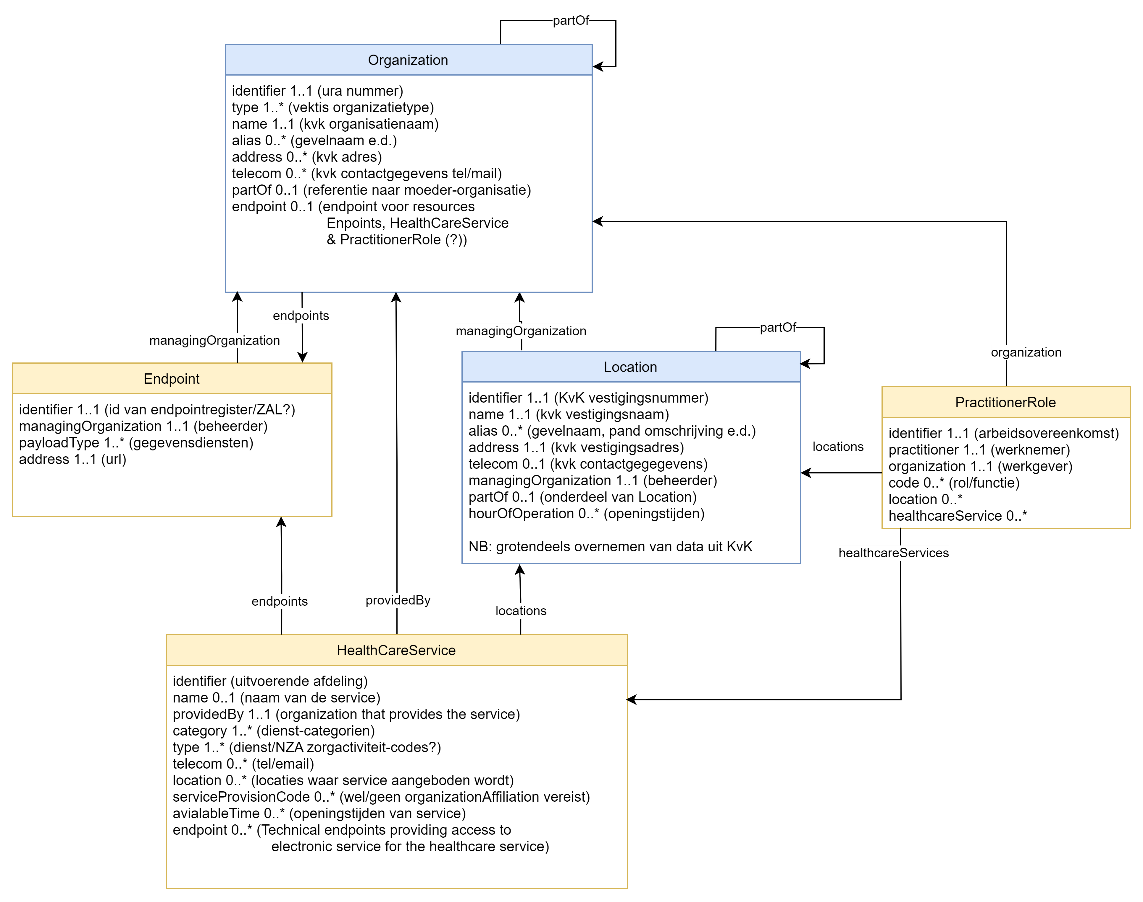 partOf
Organization
identifier 1..1 (ura nummer)
type 1..* (vektis organizatietype)
name 1..1 (kvk organisatienaam)
alias 0..* (gevelnaam e.d.)
address 0..* (kvk adres)
telecom 0..* (kvk contactgegevens tel/mail)
partOf 0..1 (referentie naar moeder-organisatie)
endpoint 0..1 (endpoint voor resources
Enpoints, HealthCareService
& PractitionerRole (?))
endpoints
managingOrganization
managingOrganization
partOf
organization
Endpoint
identifier 1..1 (id van endpointregister/ZAL?)
managingOrganization 1..1 (beheerder)
payloadType 1..* (gegevensdiensten)
address 1..1 (url)
Location
identifier 1..1 (KvK vestigingsnummer)
name 1..1 (kvk vestigingsnaam)
alias 0..* (gevelnaam, pand omschrijving e.d.)
address 1..1 (kvk vestigingsadres)
telecom 0..1 (kvk contactgegegevens)
managingOrganization 1..1 (beheerder)
partOf 0..1 (onderdeel van Location)
hourOfOperation 0..* (openingstijden)
NB: grotendeels overnemen van data uit KvK
locations
PractitionerRole
identifier 1..1 (arbeidsovereenkomst)
practitioner 1..1 (werknemer)
organization 1..1 (werkgever)
code 0..* (rol/functie)
location 0..*
healthcareService 0..*
healthcareServices
endpoints
providedBy
locations
HealthCareService
identifier (uitvoerende afdeling)
name 0..1 (naam van de service)
providedBy 1..1 (organization that provides the service)
category 1..* (dienst-categorien)
type 1..* (dienst/NZA zorgactiviteit-codes?)
telecom 0..* (tel/email)
location 0..* (locaties waar service aangeboden wordt)
serviceProvisionCode 0..* (wel/geen organizationAffiliation vereist)
avialableTime 0..* (openingstijden van service)
endpoint 0..* (Technical endpoints providing access to
electronic service for the healthcare service)